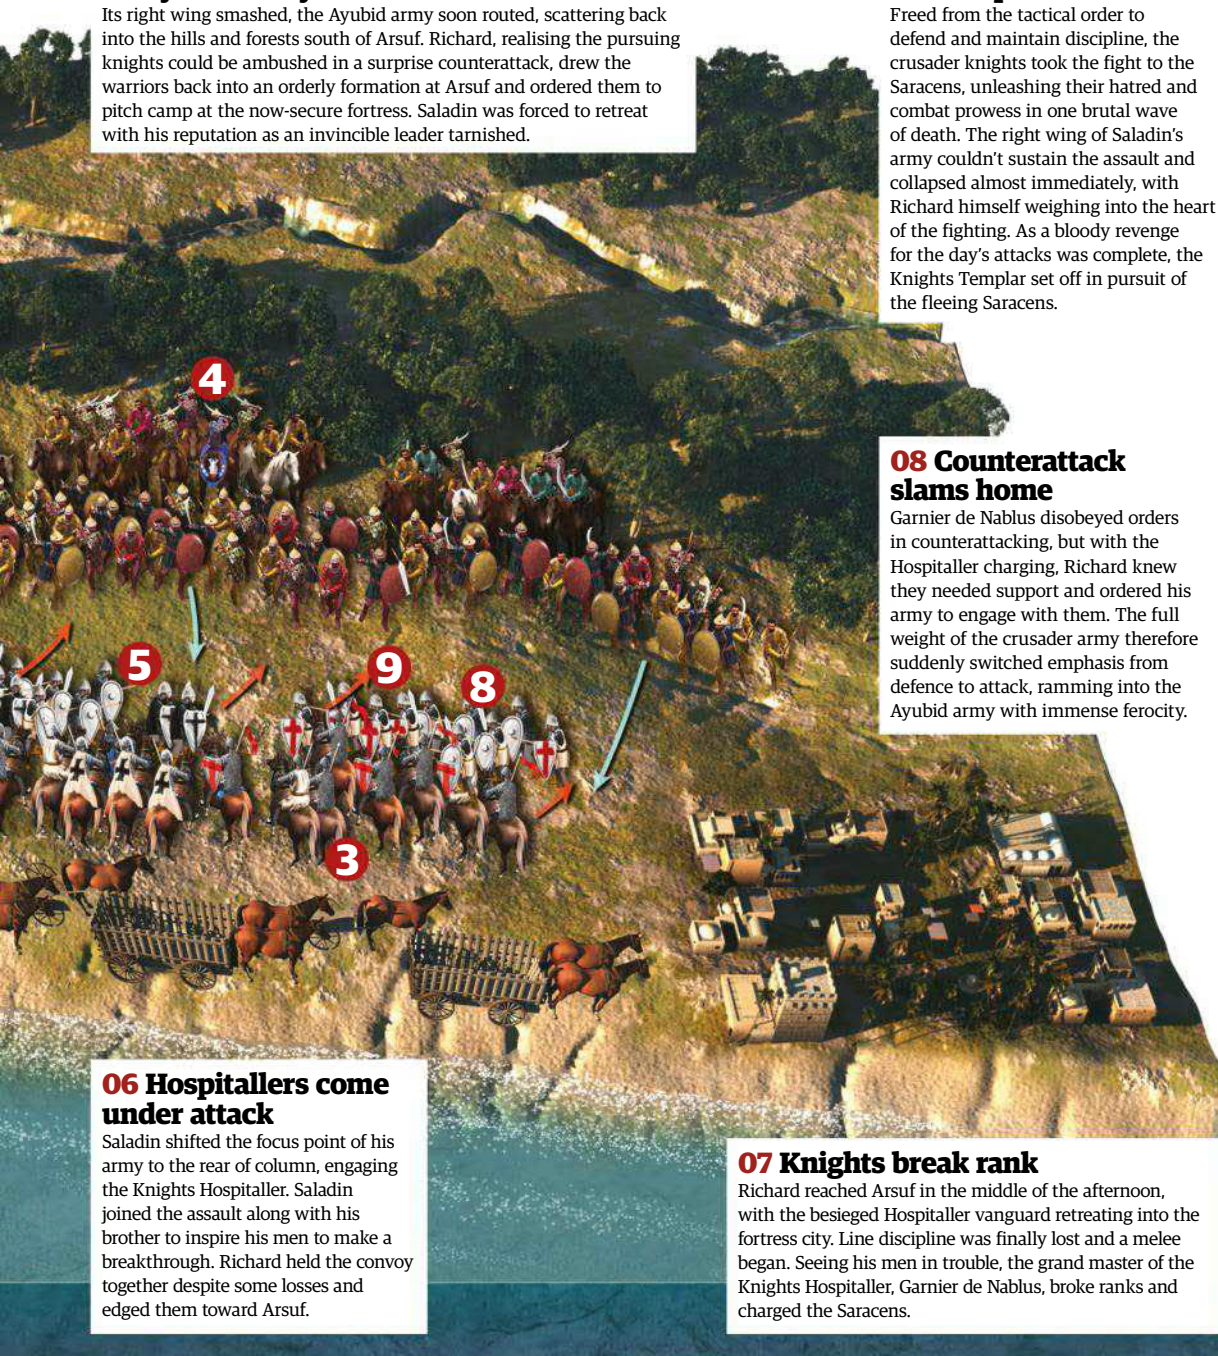 Its right wing smashed, the Ayubid army soon routed, scattering back
into the hills and forests south of Arsuf. Richard, realising the pursuing
knights could be ambushed in a surprise counterattack, drew the
warriors back into an orderly formation at Arsuf and ordered them to
pitch camp at the now-secure fortress. Saladin was forced to retreat
with his reputation as an invincible leader tarnished.
Freed from the tactical order to
defend and maintain discipline, the
crusader knights took the fight to the
Saracens, unleashing their hatred and
combat prowess in one brutal wave
of death. The right wing of Saladin's
army couldn't sustain the assault and
collapsed almost immediately, with
Richard himself weighing into the heart
of the fighting. As a bloody revenge
for the day's attacks was complete, the
Knights Templar set off in pursuit of
the fleeing Saracens.
4
08 Counterattack
slams home
Garnier de Nablus disobeyed orders
in counterattacking, but with the
Hospitaller charging, Richard knew
they needed support and ordered his
army to engage with them. The full
weight of the crusader army therefore
suddenly switched emphasis from
defence to attack, ramming into the
Ayubid army with immense ferocity.
5
9
8
3
06 Hospitallers come
under attack
Saladin shifted the focus point of his
army to the rear of column, engaging
the Knights Hospitaller. Saladin
joined the assault along with his
brother to inspire his men to make a
breakthrough. Richard held the convoy
together despite some losses and
edged them toward Arsuf.
07 Knights break rank
Richard reached Arsuf in the middle of the afternoon,
with the besieged Hospitaller vanguard retreating into the
fortress city. Line discipline was finally lost and a melee
began. Seeing his men in trouble, the grand master of the
Knights Hospitaller, Garnier de Nablus, broke ranks and
charged the Saracens.